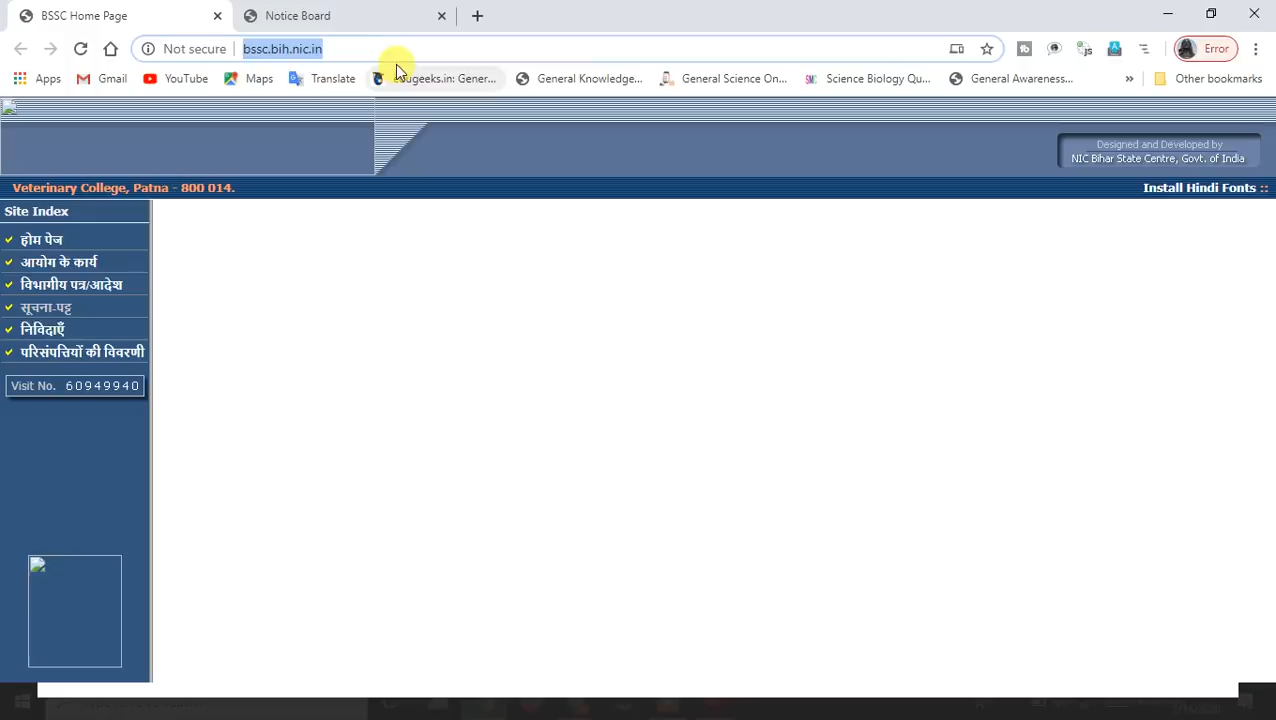 BSSC Home Page
Notice Board
Not secure
bssc.bih.nic.in
Error
Apps
Gmail
YouTube
Maps
Translate
General Knowledge...
General Science On...
Science Biology Qu...
General Awareness...
Other bookmarks
Designed and Developed by
NIC Bihar State Centre, Govt. of India
Veterinary College, Patna - 800 014.
Install Hindi Fonts ::
Site Index
होम पेज
आयोग के कार्य
विभागीय पत्र/आदेश
सूचना-पट्ट
निविदाएँ
परिसंपत्तियों की विवरणी
Visit No. 60949940